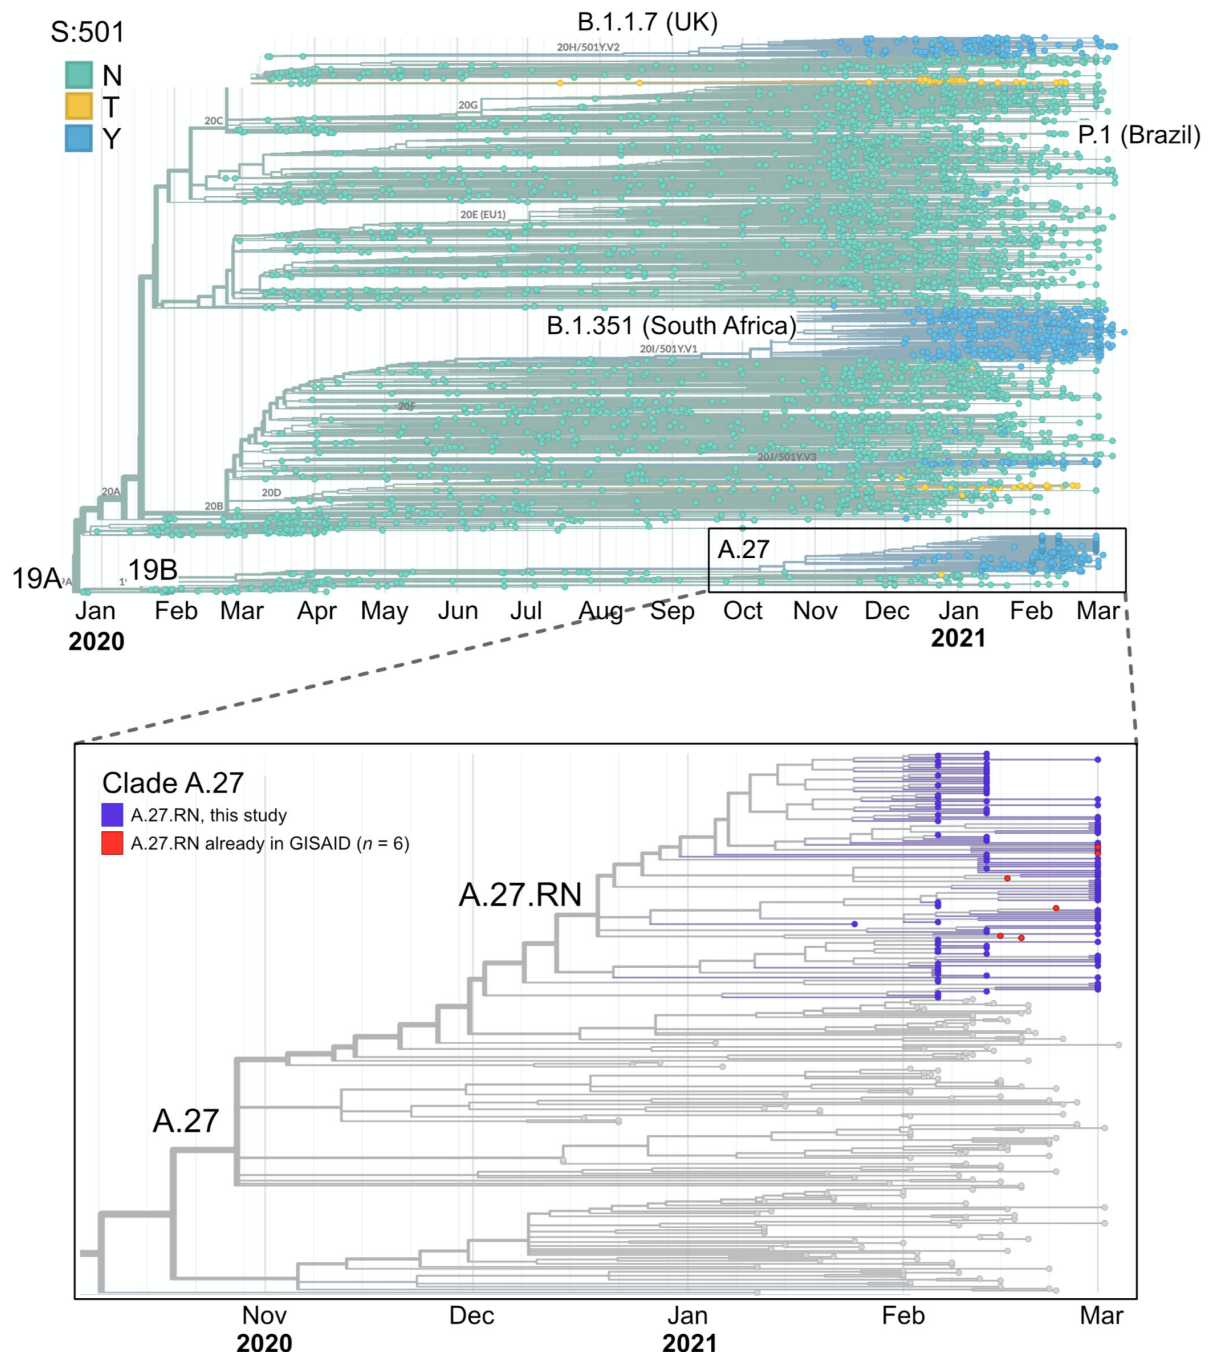 S:501
N
T
Y
B.1.1.7 (UK)
20H/501Y.V2
20G
20C
P.1 (Brazil)
20E (EU1)
B.1.351 (South Africa)
20I/501Y.V1
20F
20J/501Y.V3
20A
20D
20B
A.27
19A
19B
Jan Feb Mar Apr May Jun Jul Aug Sep Oct Nov Dec Jan Feb Mar
2020 2021
Clade A.27
A.27.RN, this study
A.27.RN already in GISAID (n = 6)
A.27.RN
A.27
Nov Dec Jan Feb Mar
2020 2021